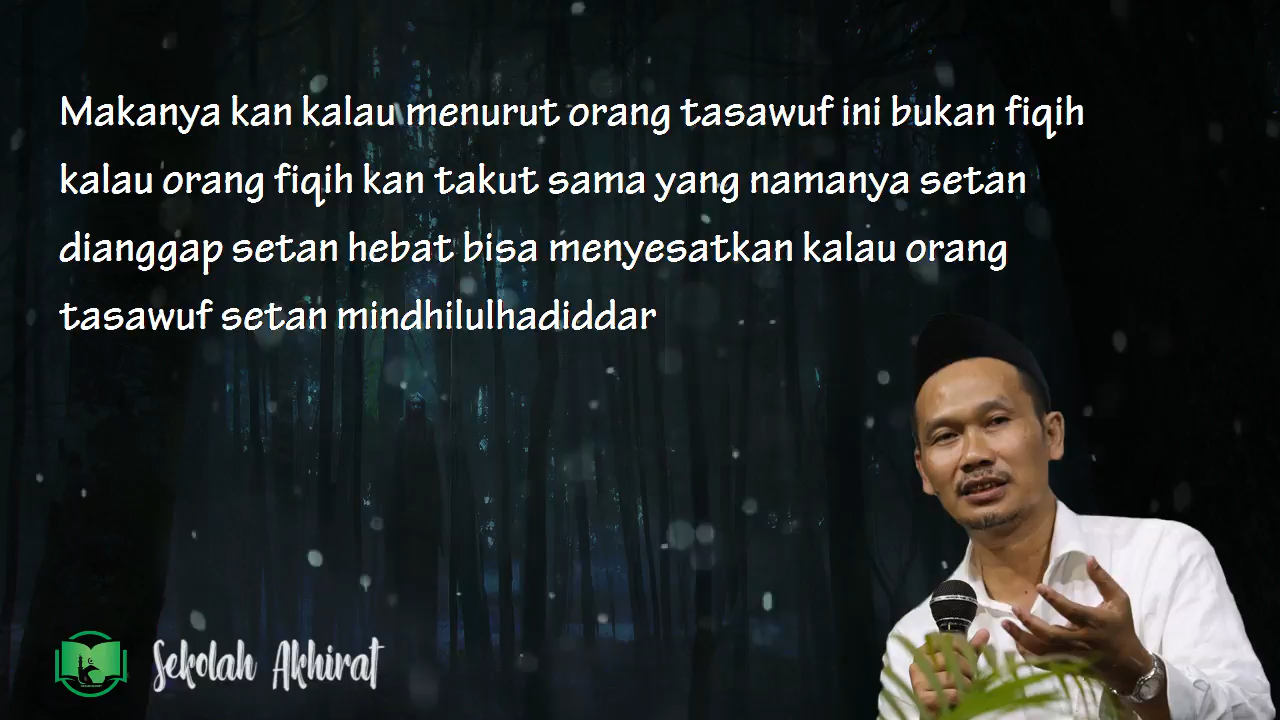 Makanya kan kalau menurut orang tasawuf ini bukan fiqih
kalau orang fiqih kan takut sama yang namanya setan
dianggap setan hebat bisa menyesatkan kalau orang
tasawuf setan mindhilulhadiddar
Sekolah Akhirat